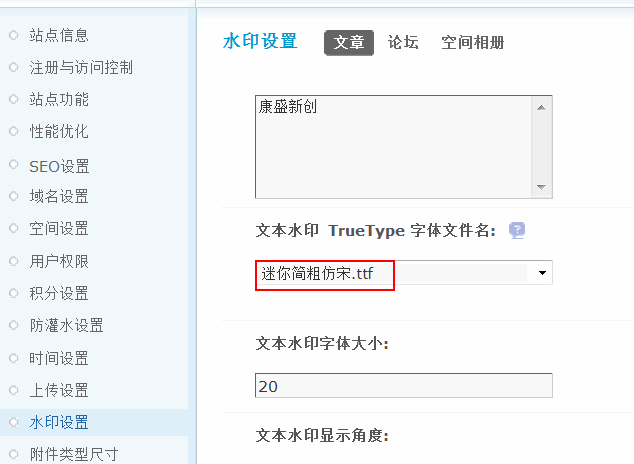 站点信息
注册与访问控制
站点功能
性能优化
SEO设置
域名设置
空间设置
用户权限
积分设置
防灌水设置
时间设置
上传设置
水印设置
附件类型尺寸
水印设置 文章 论坛 空间相册
康盛新创
文本水印 TrueType 字体文件名: ?
迷你简粗仿宋.ttf
文本水印字体大小:
20
文本水印显示角度: